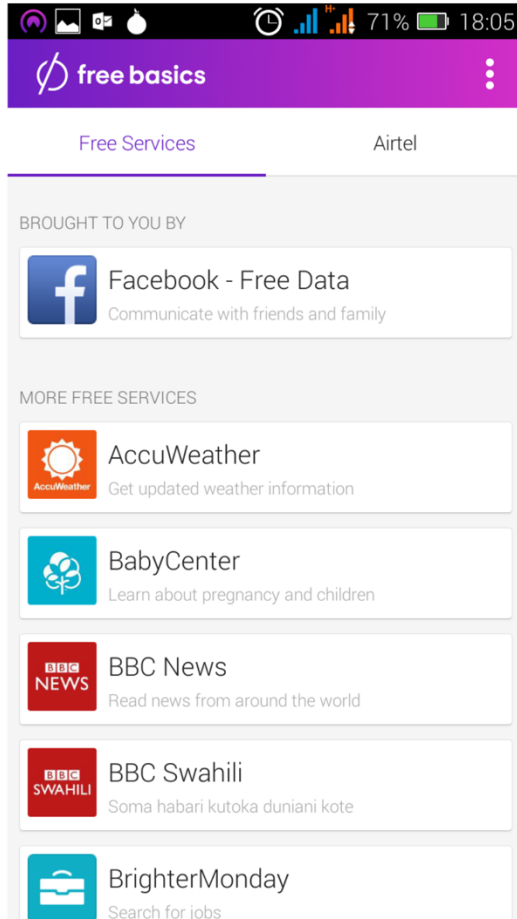 H+ 71% 18:05
free basics
Free Services Airtel
BROUGHT TO YOU BY
Facebook - Free Data
Communicate with friends and family
MORE FREE SERVICES
AccuWeather
AccuWeather
Get updated weather information
BabyCenter
Learn about pregnancy and children
BBC
NEWS
BBC News
Read news from around the world
BBC
SWAHILI
BBC Swahili
Soma habari kutoka duniani kote
BrighterMonday
Search for jobs